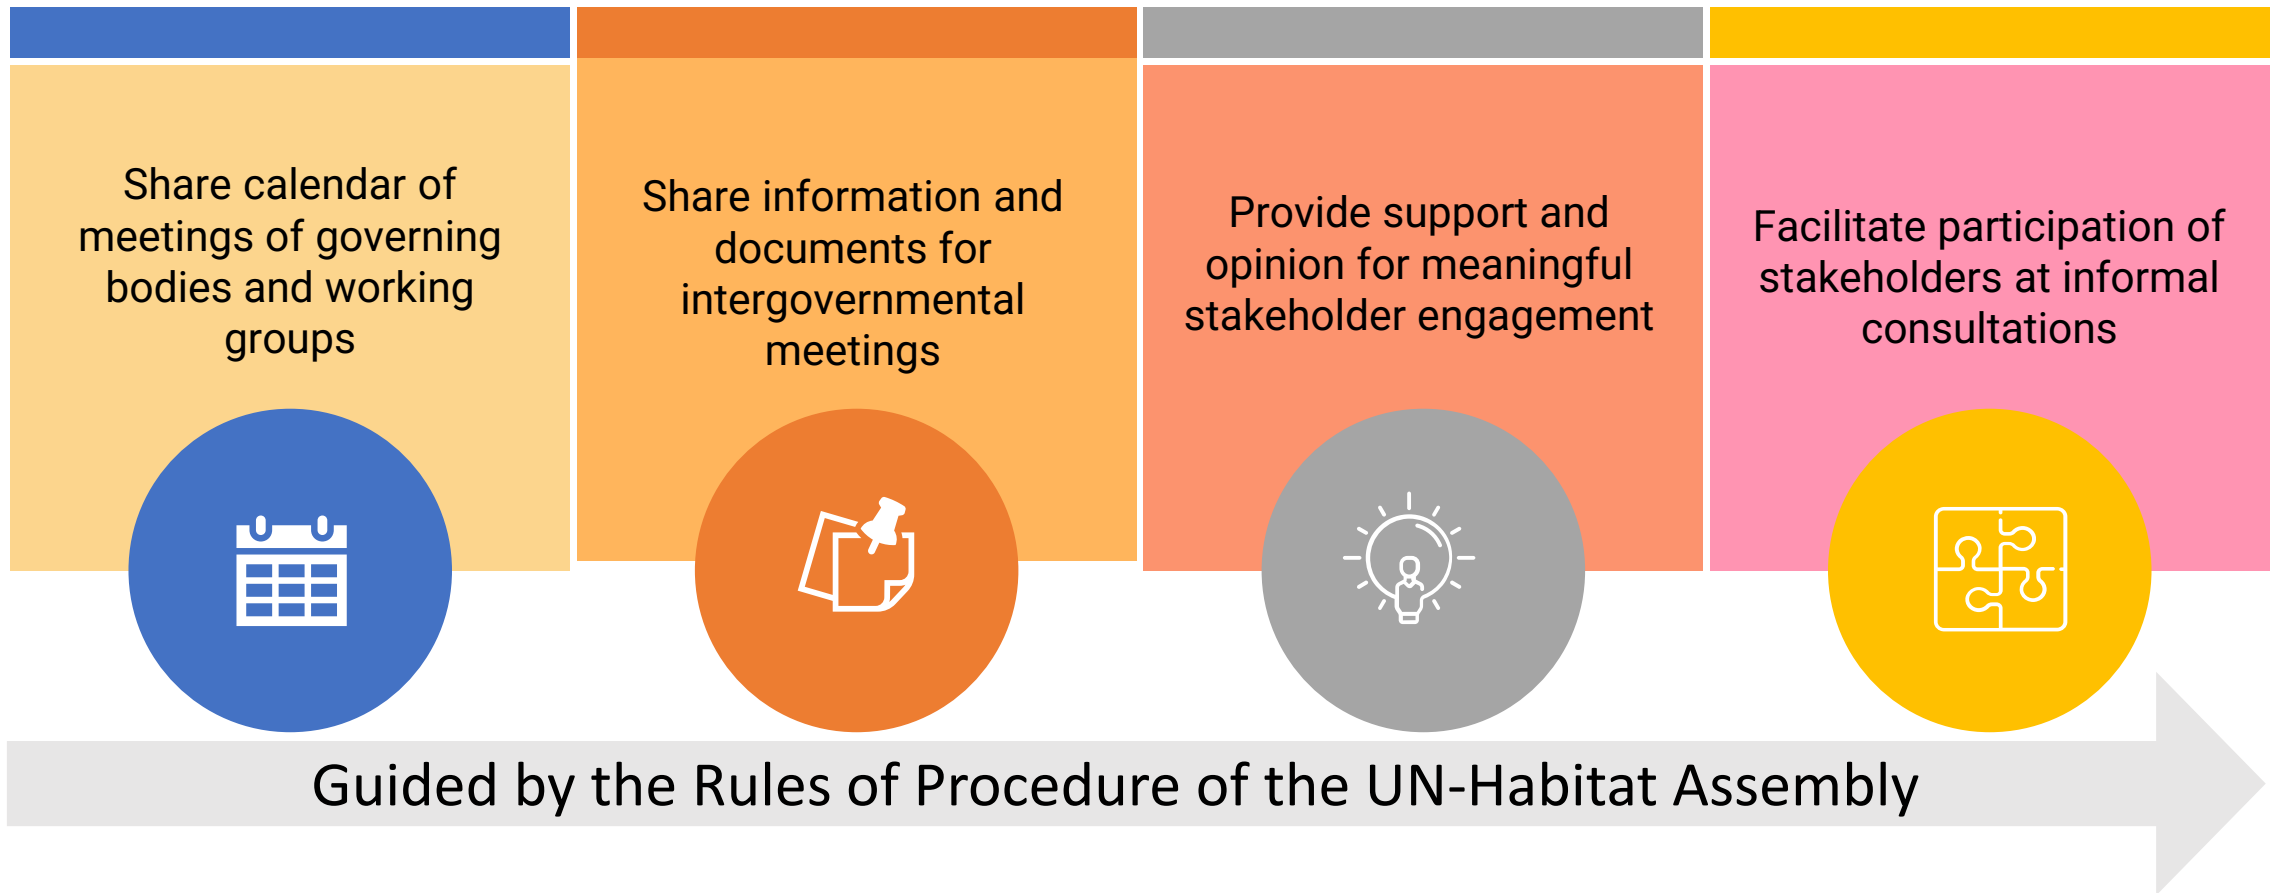 Share calendar of
meetings of governing
bodies and working
groups
Share information and
documents for
intergovernmental
meetings
Provide support and
opinion for meaningful
stakeholder engagement
Facilitate participation of
stakeholders at informal
consultations
Guided by the Rules of Procedure of the UN-Habitat Assembly